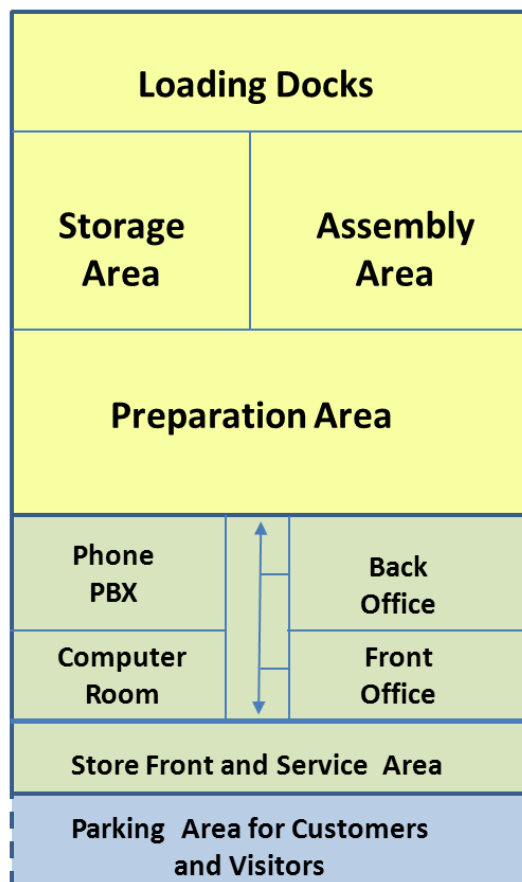 Loading Docks
Storage
Area
Assembly
Area
Preparation Area
Phone
PBX
Back
Office
Computer
Room
Front
Office
Store Front and Service Area
Parking Area for Customers
and Visitors